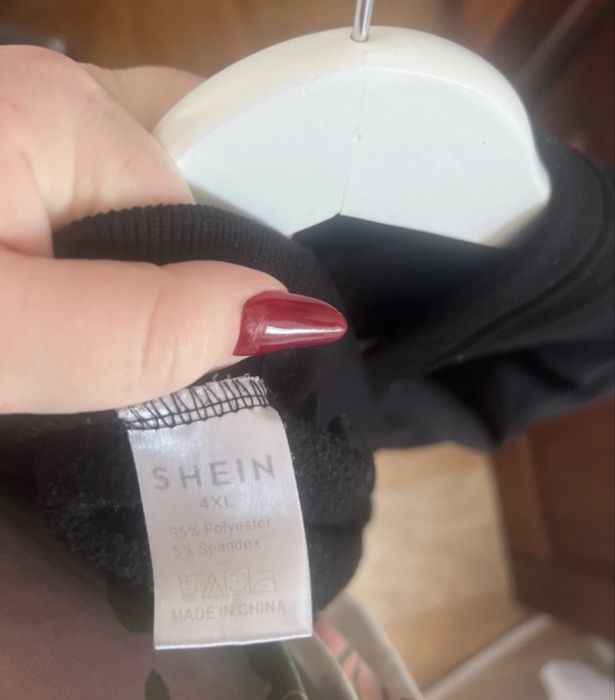 SHEIN
4XL
95% Polyester
5% Spandex
MADE IN CHINA